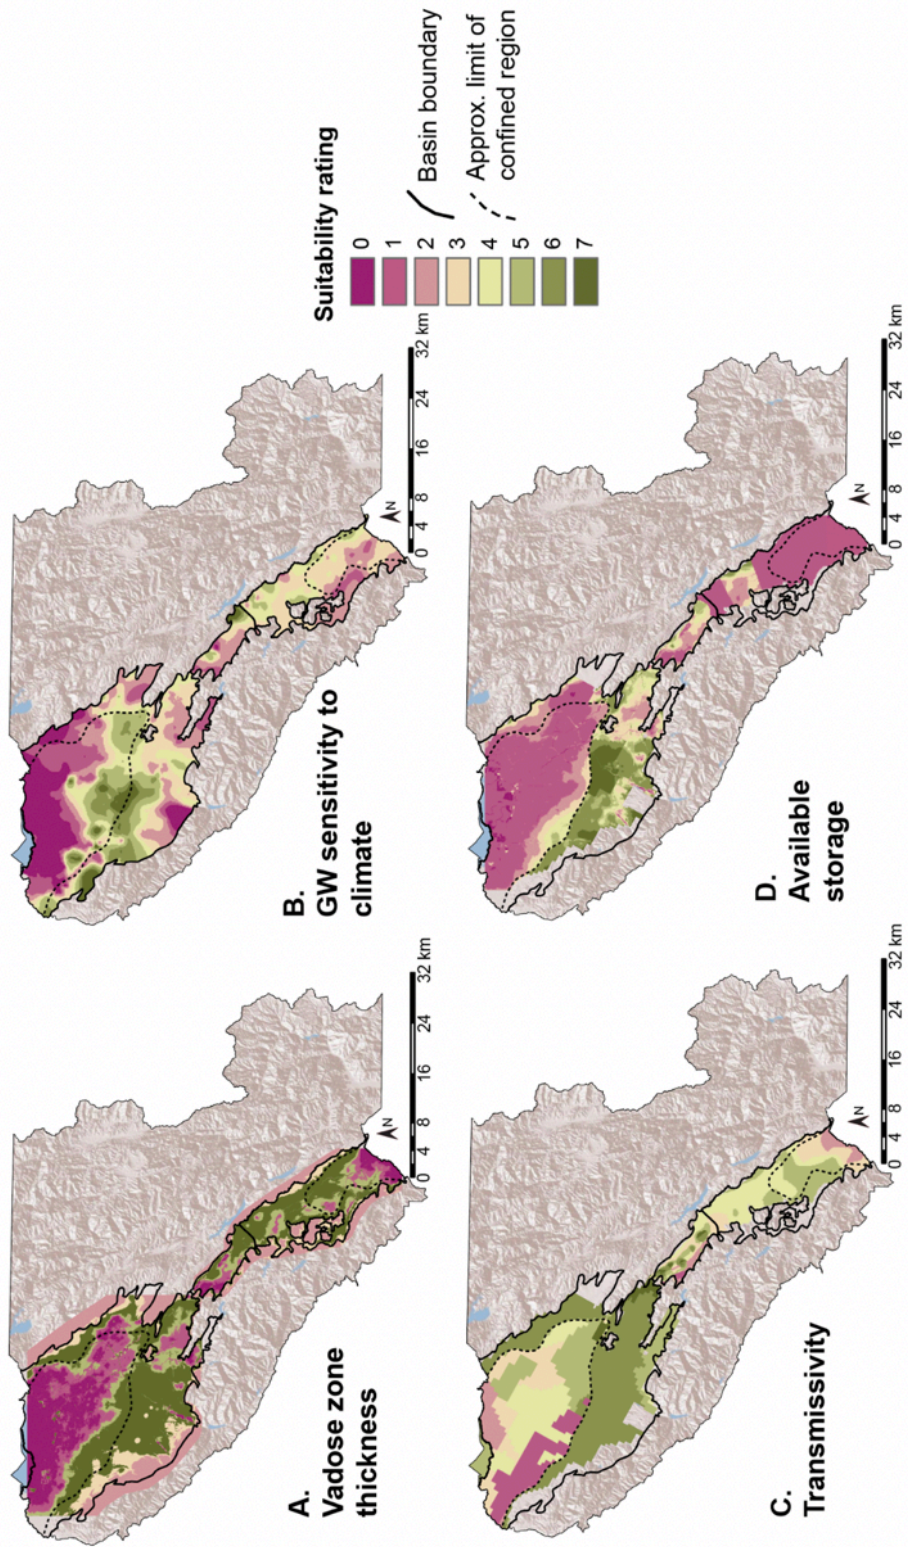 A.
Vadose zone
thickness
N
0 4 8 16 24 32 km
B.
GW sensitivity to
climate
N
0 4 8 16 24 32 km
C.
Transmissivity
N
0 4 8 16 24 32 km
D.
Available
storage
N
0 4 8 16 24 32 km
Suitability rating
0
1
2
3
4
5
6
7
Basin boundary
Approx. limit of
confined region